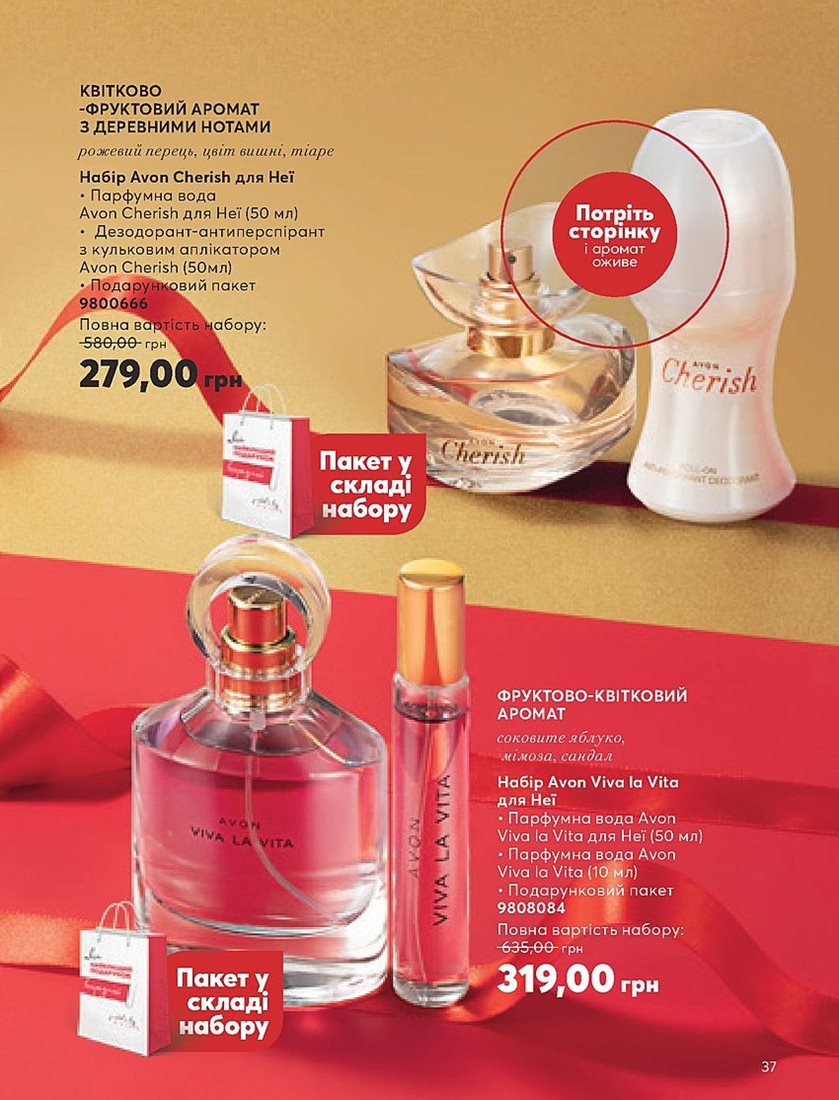 КВІТКОВО
-ФРУКТОВИЙ АРОМАТ
З ДЕРЕВНИМИ НОТАМИ
рожевий перець, цвіт вишні, тіаре
Набір Avon Cherish для Неї
• Парфумна вода
Avon Cherish для Неї (50 мл)
• Дезодорант-антиперспірант
з кульковим аплікатором
Avon Cherish (50мл)
• Подарунковий пакет
9800666
Повна вартість набору:
580,00 грн
279,00 грн
Потріть
сторінку
і аромат
оживе
AVON
Cherish
ROLL-ON
ANTI-PERSPIRANT DEODORANT
AVON
Cherish
Пакет у
складі
набору
AVON
VIVA LA VITA
AVON
VIVA LA VITA
ФРУКТОВО-КВІТКОВИЙ
АРОМАТ
соковите яблуко,
мімоза, сандал
Набір Avon Viva la Vita
для Неї
• Парфумна вода Avon
Viva la Vita для Неї (50 мл)
• Парфумна вода Avon
Viva la Vita (10 мл)
• Подарунковий пакет
9808084
Повна вартість набору:
635,00 грн
319,00 грн
Пакет у
складі
набору
37